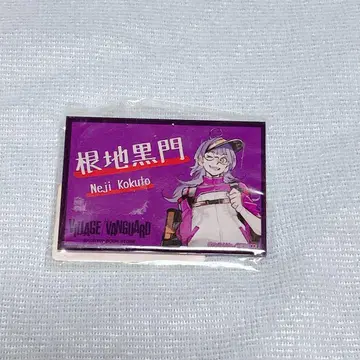 根地黒門
Neji Kokuto
VILLAGE VANGUARD